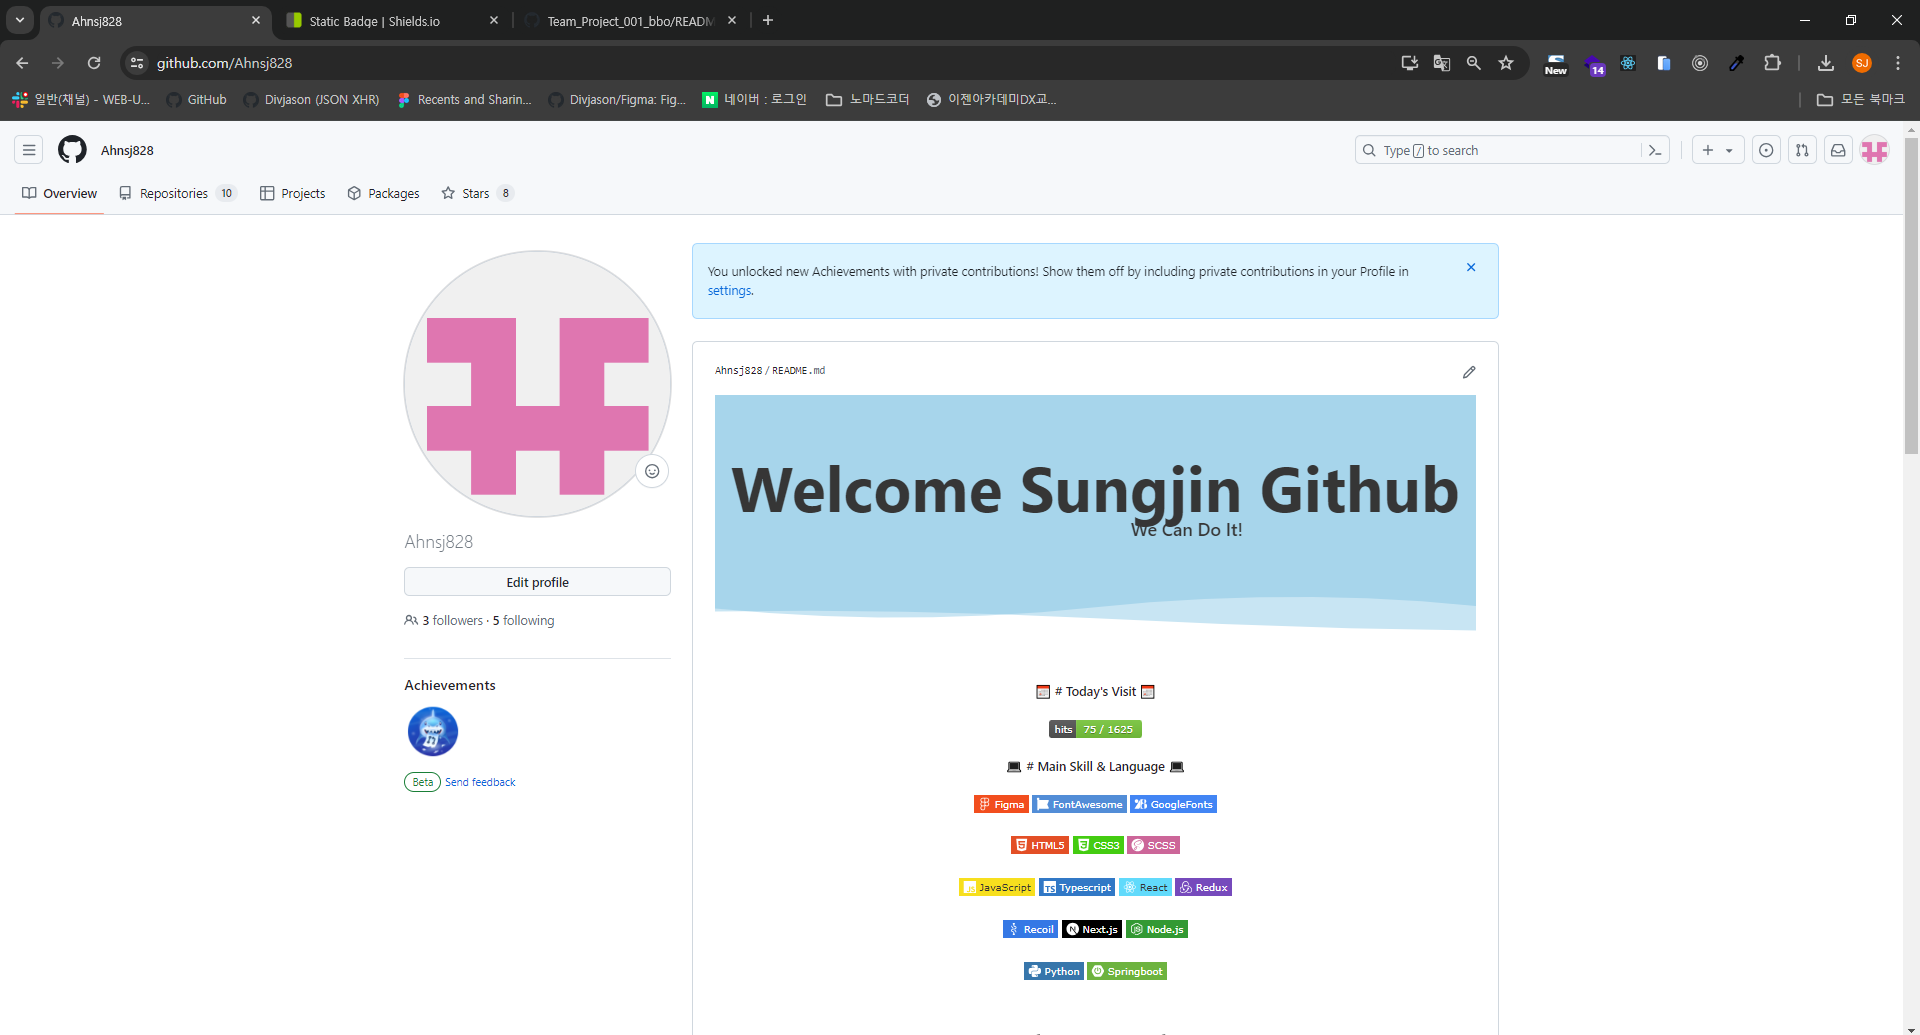 Ahnsj828
Static Badge | Shields.io
Team_Project_001_bbo/READM
github.com/Ahnsj828
New
14
SJ
일반(채널) - WEB-U...
GitHub
Divjason (JSON XHR)
Recents and Sharin...
Divjason/Figma: Fig...
N
네이버 : 로그인
노마드코더
이젠아카데미DX교...
모든 북마크
Ahnsj828
Type / to search
Overview
Repositories 10
Projects
Packages
Stars 8
You unlocked new Achievements with private contributions! Show them off by including private contributions in your Profile in
settings.
Ahnsj828 / README.md
Welcome Sungjin Github
We Can Do It!
Ahnsj828
Edit profile
3 followers · 5 following
Achievements
Beta Send feedback
# Today's Visit
hits 75 / 1625
# Main Skill & Language
Figma FontAwesome GoogleFonts
HTML5 CSS3 SCSS
JavaScript Typescript React Redux
Recoil Next.js Node.js
Python Springboot